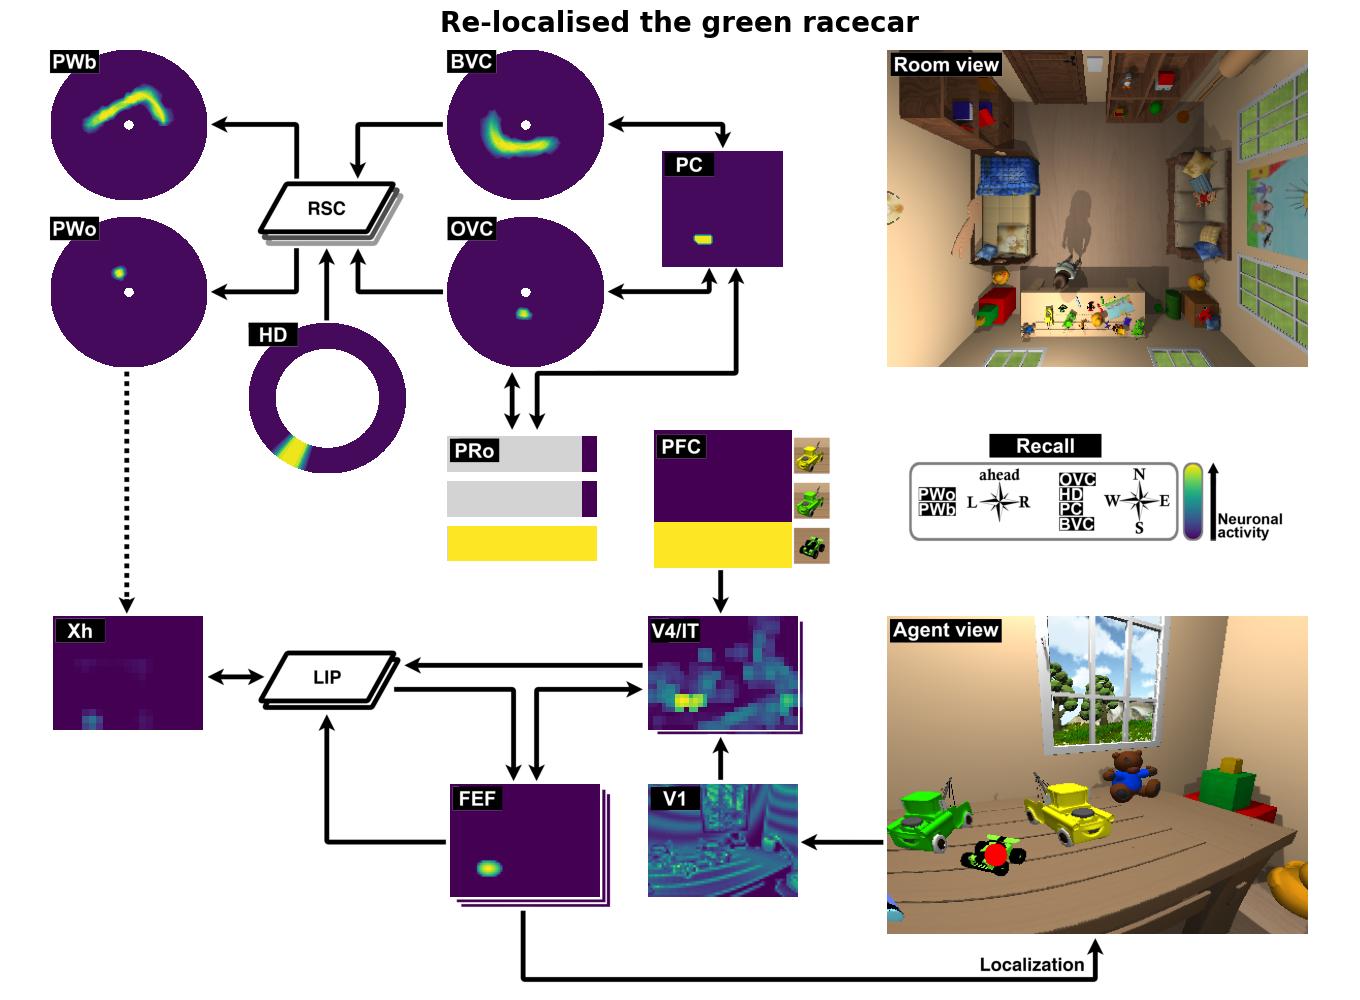 Re-localised the green racecar
PWb
BVC
Room view
PC
RSC
PWo
OVC
HD
PRo
PFC
Recall
ahead
L
R
PWo
PWb
OVC
HD
PC
BVC
N
W
E
S
Neuronal
activity
Xh
LIP
V4/IT
Agent view
FEF
V1
Localization